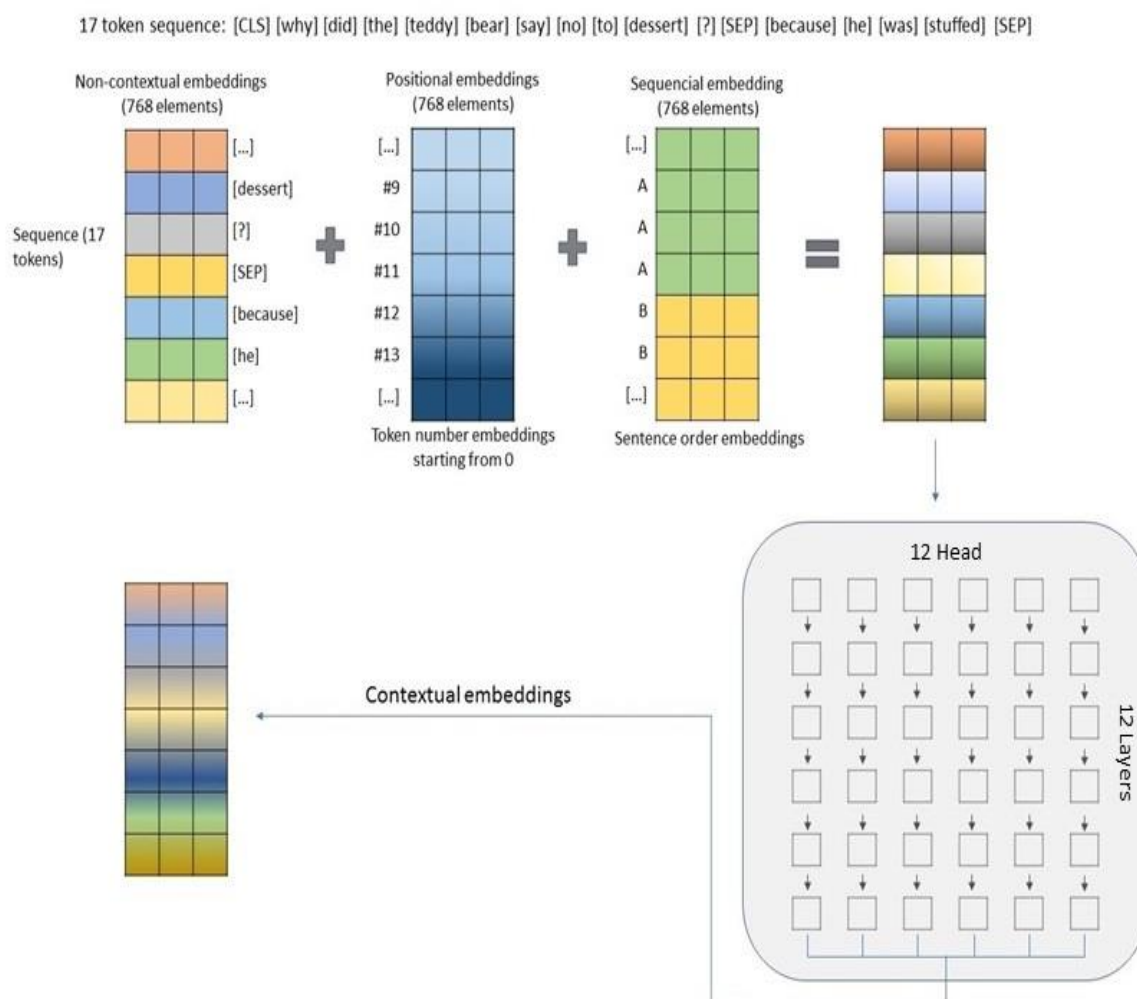 17 token sequence: [CLS] [why] [did] [the] [teddy] [bear] [say] [no] [to] [dessert] [?] [SEP] [because] [he] [was] [stuffed] [SEP]
Non-contextual embeddings
(768 elements)
Positional embeddings
(768 elements)
Sequencial embedding
(768 elements)
Sequence (17
tokens)
[...]
[dessert]
[?]
[SEP]
[because]
[he]
[...]
[...]
#9
#10
#11
#12
#13
[...]
Token number embeddings
starting from 0
[...]
A
A
A
B
B
[...]
Sentence order embeddings
12 Head
12 Layers
Contextual embeddings